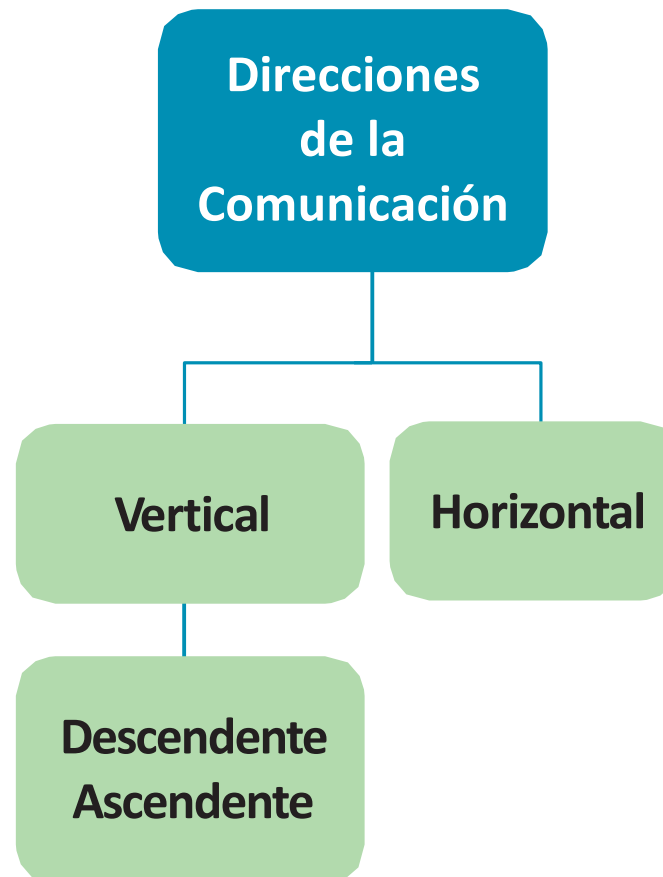 Direcciones
de la
Comunicación
Vertical
Horizontal
Descendente
Ascendente